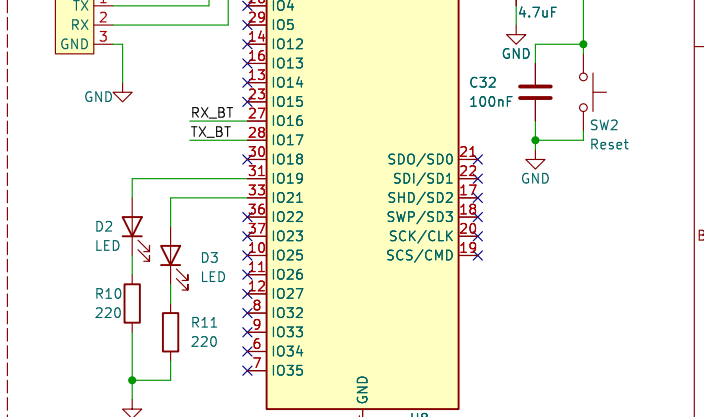 TX 1
RX 2
GND 3
GND
IO4
29 IO5
14 IO12
16 IO13
13 IO14
23 IO15
RX_BT 27 IO16
TX_BT 28 IO17
30 IO18
31 IO19
33 IO21
36 IO22
37 IO23
10 IO25
11 IO26
12 IO27
8 IO32
9 IO33
6 IO34
7 IO35
SDO/SD0 21
SDI/SD1 22
SHD/SD2 17
SWP/SD3 18
SCK/CLK 20
SCS/CMD 19
GND
D2
LED
R10
220
D3
LED
R11
220
4.7uF
GND
C32
100nF
SW2
Reset
GND
B